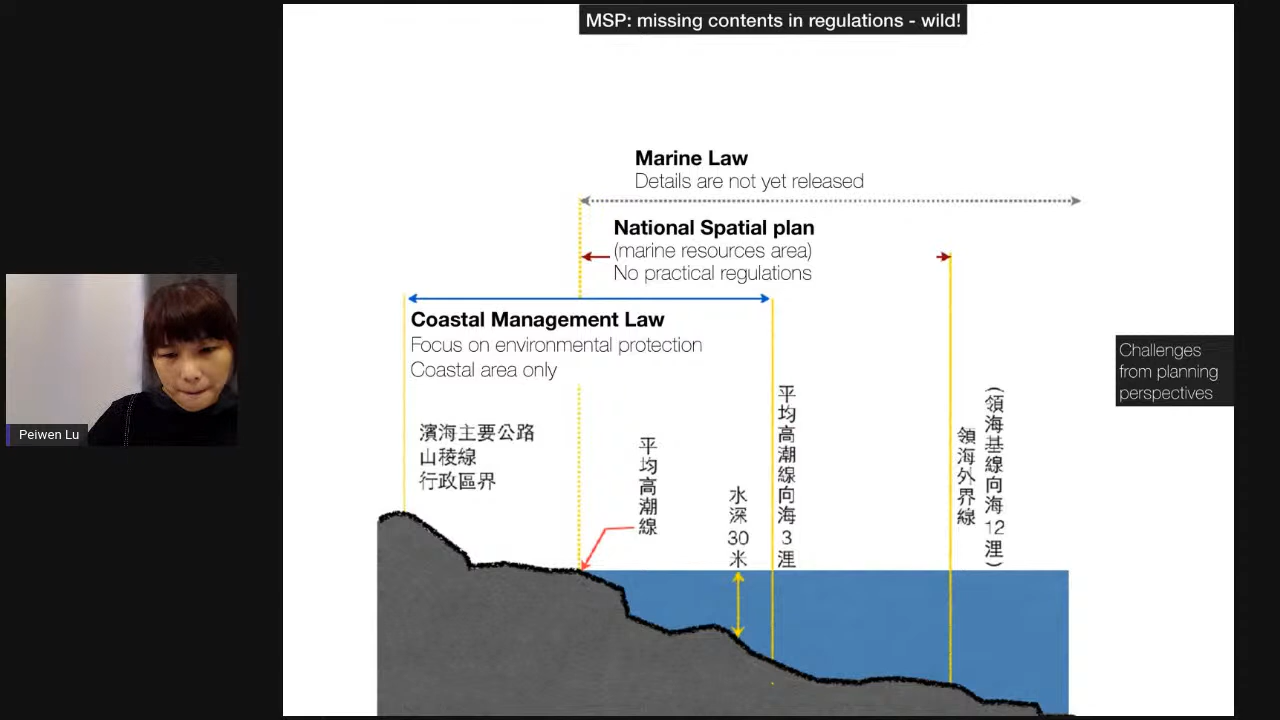 MSP: missing contents in regulations - wild!
Marine Law
Details are not yet released
National Spatial plan
(marine resources area)
No practical regulations
Coastal Management Law
Focus on environmental protection
Coastal area only
Challenges
from planning
perspectives
濱海主要公路
山稜線
行政區界
平均高潮線
水深30米
平均高潮線向海3浬
領海外界線
(領海基線向海12浬)
Peiwen Lu